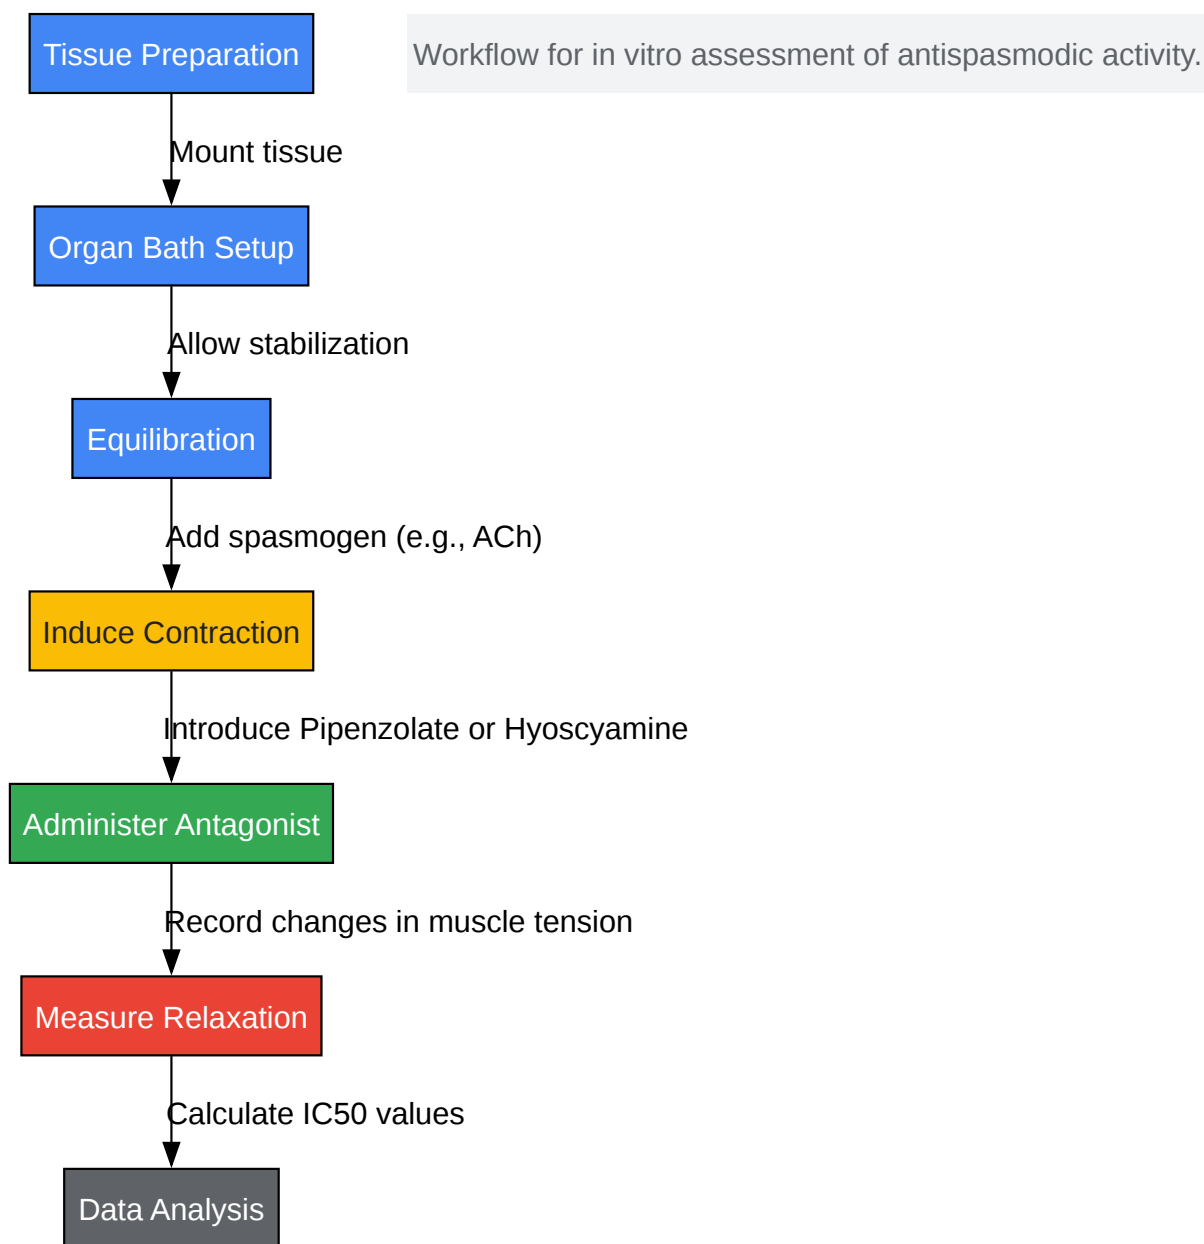 Tissue Preparation
Workflow for in vitro assessment of antispasmodic activity.
Mount tissue
Organ Bath Setup
Allow stabilization
Equilibration
Add spasmogen (e.g., ACh)
Induce Contraction
Introduce Pipenzolate or Hyoscyamine
Administer Antagonist
Record changes in muscle tension
Measure Relaxation
Calculate IC50 values
Data Analysis